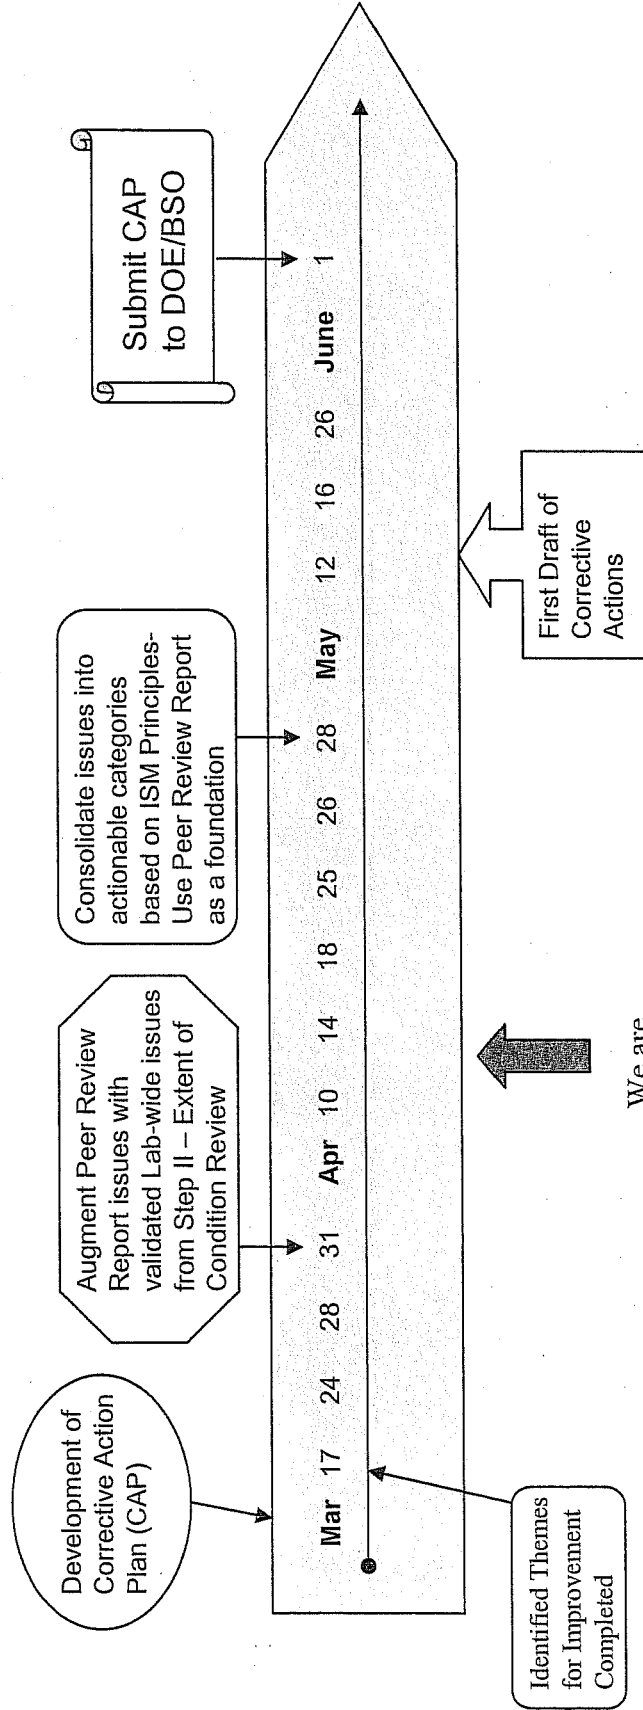 Development of
Corrective Action
Plan (CAP)
Augment Peer Review
Report issues with
validated Lab-wide issues
from Step II – Extent of
Condition Review
Consolidate issues into
actionable categories
based on ISM Principles-
Use Peer Review Report
as a foundation
Submit CAP
to DOE/BSO
Mar 17 24 28 31 Apr 10 14 18 25 26 28 May 12 16 26 June 1
Identified Themes
for Improvement
Completed
We are
First Draft of
Corrective
Actions